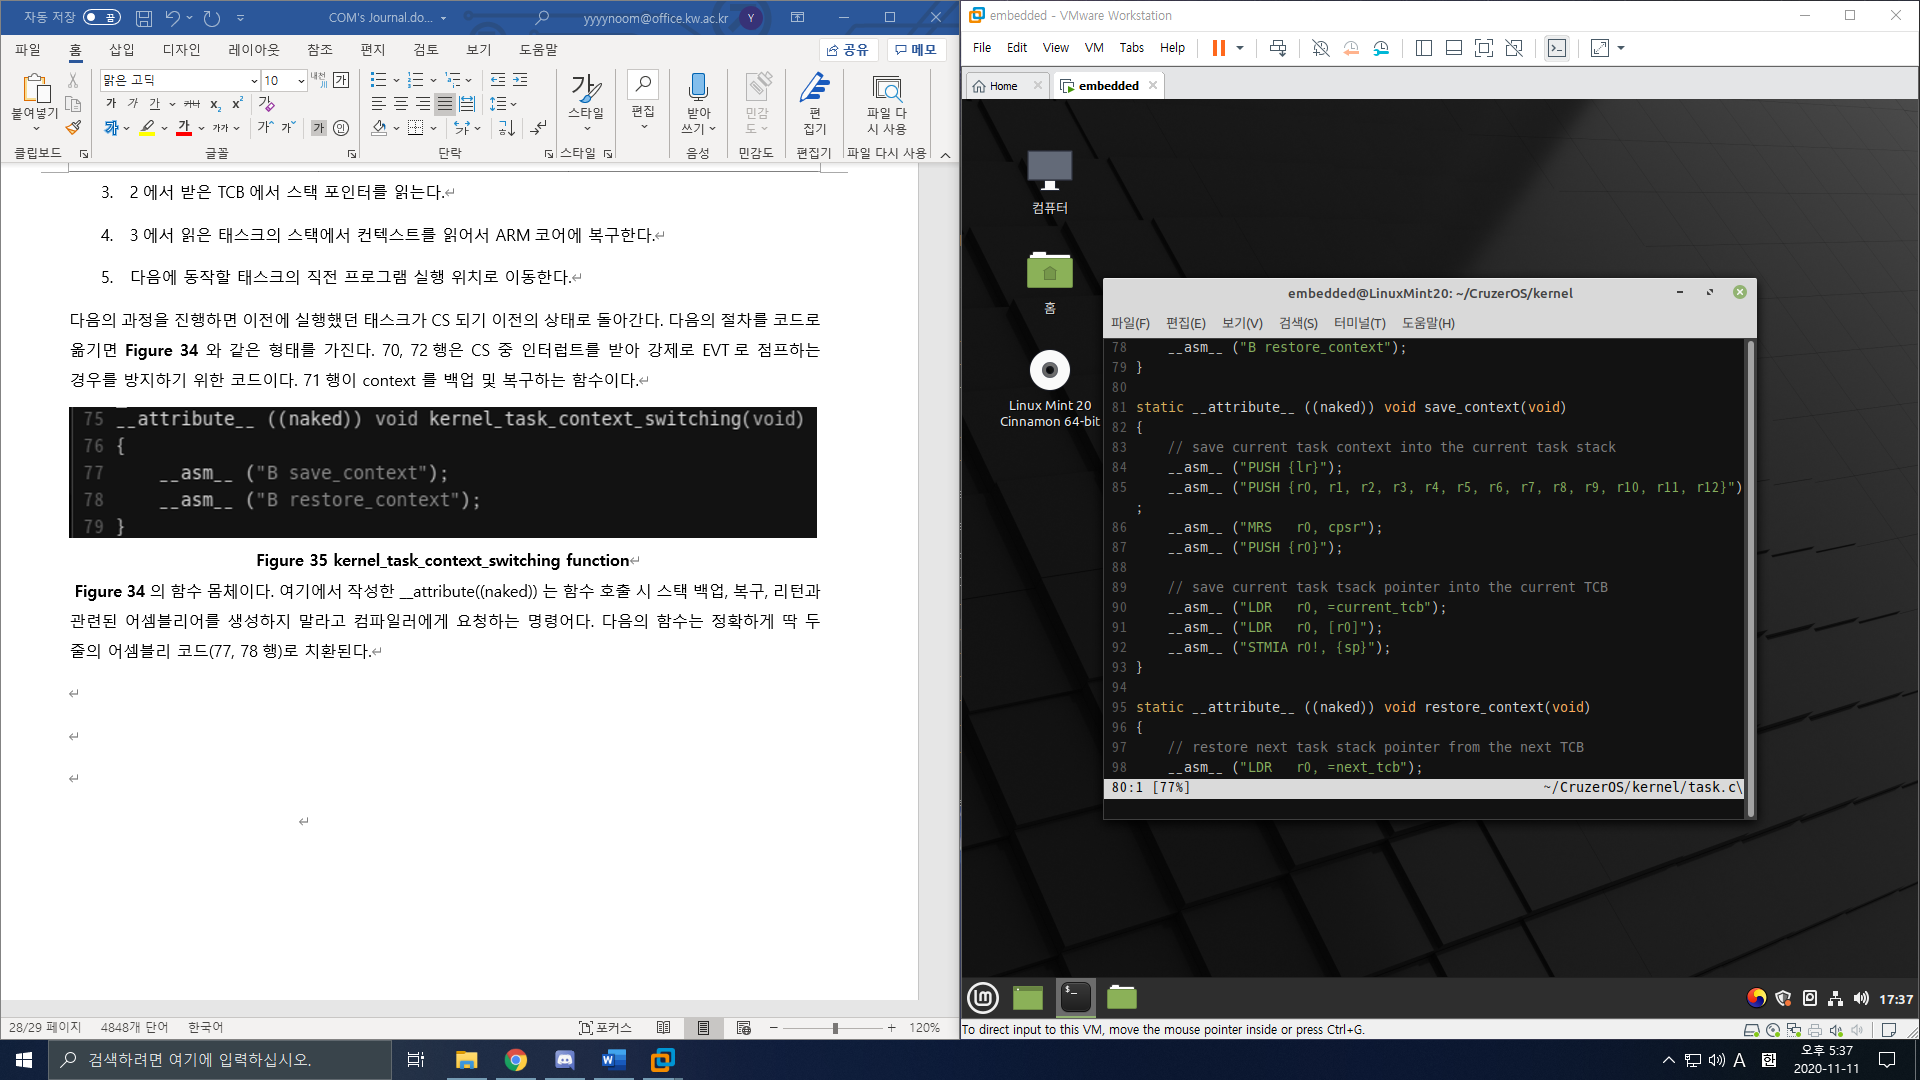 자동 저장 끔 COM's Journal.do... yyyynoom@office.kw.ac.kr Y
파일 홈 삽입 디자인 레이아웃 참조 편지 검토 보기 도움말 공유 메모
맑은 고딕 10
붙여넣기 스타일 편집 받아쓰기 민감도 편집기 파일 다시 사용
클립보드 글꼴 단락 스타일 음성 민감도 편집기 파일 다시 사용
3. 2 에서 받은 TCB 에서 스택 포인터를 읽는다.
4. 3 에서 읽은 태스크의 스택에서 컨텍스트를 읽어서 ARM 코어에 복구한다.
5. 다음에 동작할 태스크의 직전 프로그램 실행 위치로 이동한다.
다음의 과정을 진행하면 이전에 실행했던 태스크가 CS 되기 이전의 상태로 돌아간다. 다음의 절차를 코드로
옮기면 Figure 34 와 같은 형태를 가진다. 70, 72 행은 CS 중 인터럽트를 받아 강제로 EVT 로 점프하는
경우를 방지하기 위한 코드이다. 71 행이 context 를 백업 및 복구하는 함수이다.
75 __attribute__ ((naked)) void kernel_task_context_switching(void)
76 {
77     __asm__ ("B save_context");
78     __asm__ ("B restore_context");
79 }
Figure 35 kernel_task_context_switching function
Figure 34 의 함수 몸체이다. 여기에서 작성한 __attribute((naked)) 는 함수 호출 시 스택 백업, 복구, 리턴과
관련된 어셈블리어를 생성하지 말라고 컴파일러에게 요청하는 명령어다. 다음의 함수는 정확하게 딱 두
줄의 어셈블리 코드(77, 78 행)로 치환된다.
28/29 페이지 4848개 단어 한국어 포커스 120%
embedded - VMware Workstation
File Edit View VM Tabs Help
Home embedded
컴퓨터
홈
Linux Mint 20
Cinnamon 64-bit
embedded@LinuxMint20: ~/CruzerOS/kernel
파일(F) 편집(E) 보기(V) 검색(S) 터미널(T) 도움말(H)
78     __asm__ ("B restore_context");
79 }
80
81 static __attribute__ ((naked)) void save_context(void)
82 {
83     // save current task context into the current task stack
84     __asm__ ("PUSH {lr}");
85     __asm__ ("PUSH {r0, r1, r2, r3, r4, r5, r6, r7, r8, r9, r10, r11, r12}")
;
86     __asm__ ("MRS   r0, cpsr");
87     __asm__ ("PUSH {r0}");
88
89     // save current task tsack pointer into the current TCB
90     __asm__ ("LDR   r0, =current_tcb");
91     __asm__ ("LDR   r0, [r0]");
92     __asm__ ("STMIA r0!, {sp}");
93 }
94
95 static __attribute__ ((naked)) void restore_context(void)
96 {
97     // restore next task stack pointer from the next TCB
98     __asm__ ("LDR   r0, =next_tcb");
80:1 [77%] ~/CruzerOS/kernel/task.c\
17:37
To direct input to this VM, move the mouse pointer inside or press Ctrl+G.
검색하려면 여기에 입력하십시오.
A 한 오후 5:37
2020-11-11